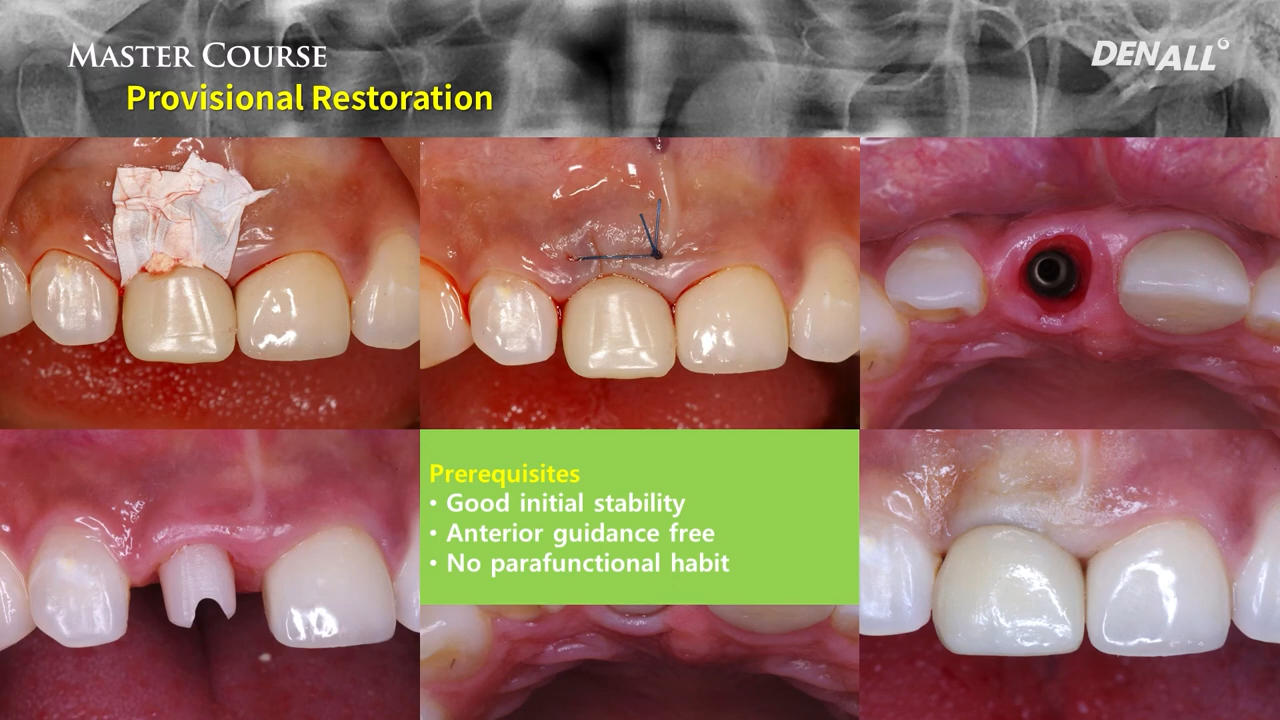 MASTER COURSE
DENALL
Provisional Restoration
Prerequisites
• Good initial stability
• Anterior guidance free
• No parafunctional habit